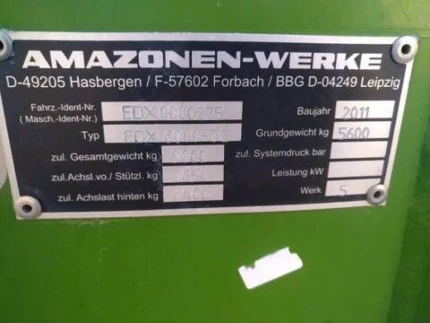 AMAZONEN-WERKE
D-49205 Hasbergen / F-57602 Forbach / BBG D-04249 Leipzig
Fahrz.-Ident-Nr.
( Masch.-Ident-Nr. ) Baujahr 2011
Typ Grundgewicht kg 5600
zul. Gesamtgewicht kg zul. Systemdruck bar
zul.Achsl.vo./ Stützl. kg Leistung kW
zul. Achslast hinten kg Werk 5